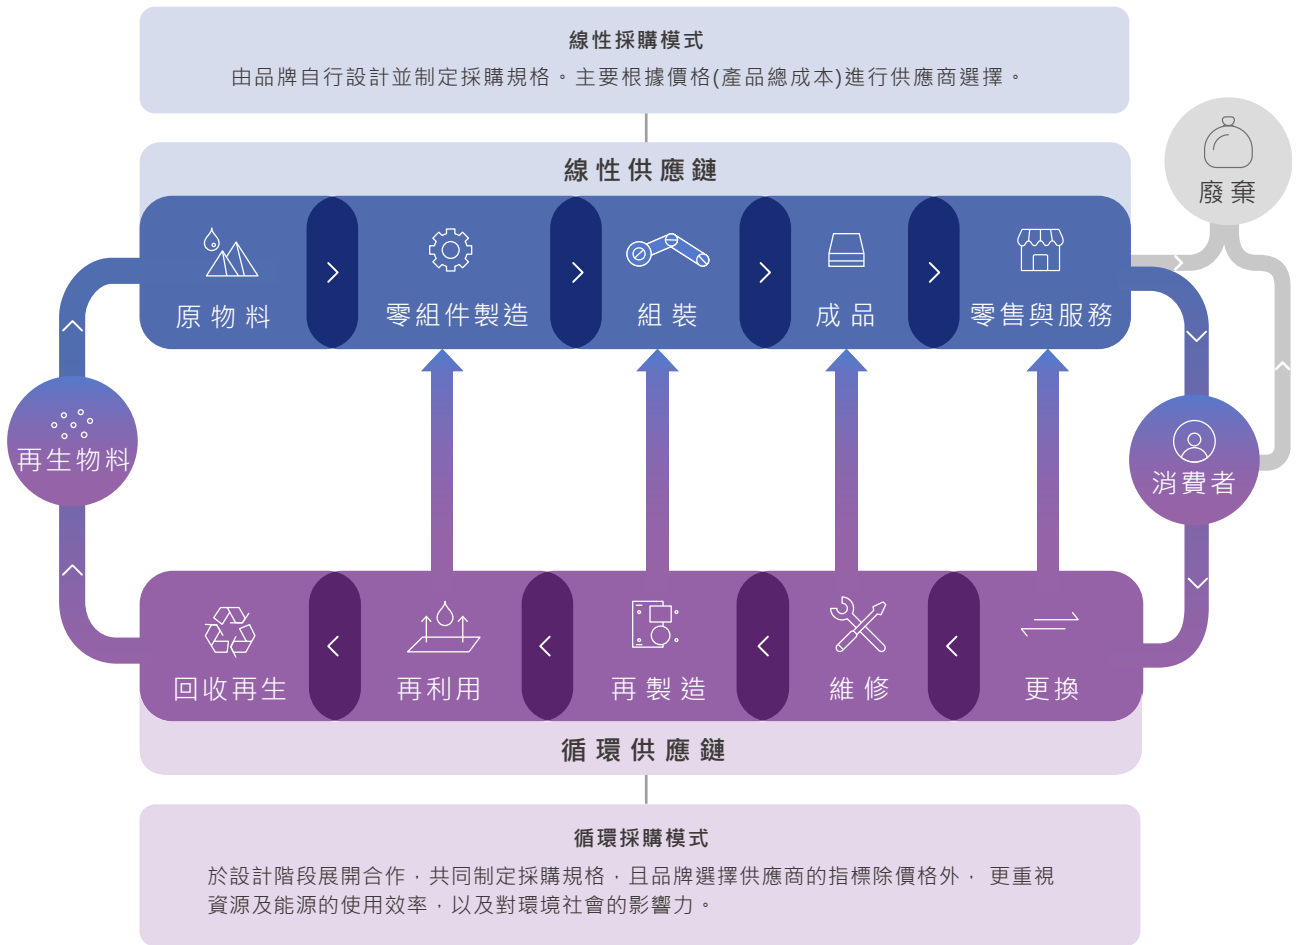 線性採購模式
由品牌自行設計並制定採購規格。主要根據價格(產品總成本)進行供應商選擇。
線性供應鏈
廢棄
原物料
零組件製造
組裝
成品
零售與服務
再生物料
消費者
回收再生
再利用
再製造
維修
更換
循環供應鏈
循環採購模式
於設計階段展開合作，共同制定採購規格，且品牌選擇供應商的指標除價格外， 更重視
資源及能源的使用效率，以及對環境社會的影響力。